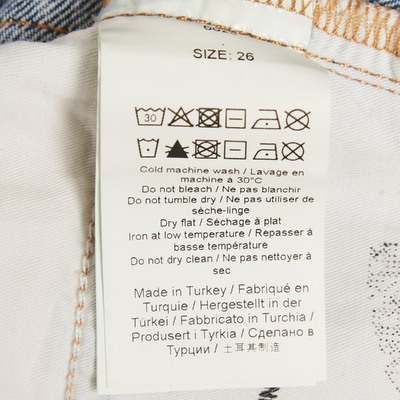 SIZE: 26
30
Cold machine wash / Lavage en
machine à 30°C
Do not bleach / Ne pas blanchir
Do not tumble dry / Ne pas utiliser de
sèche-linge
Dry flat / Séchage à plat
Iron at low temperature / Repasser à
basse température
Do not dry clean / Ne pas nettoyer à
sec
Made in Turkey / Fabriqué en
Turquie / Hergestellt in der
Türkei / Fabbricato in Turchia /
Produsert i Tyrkia / Сделано в
Турции / 土耳其制造